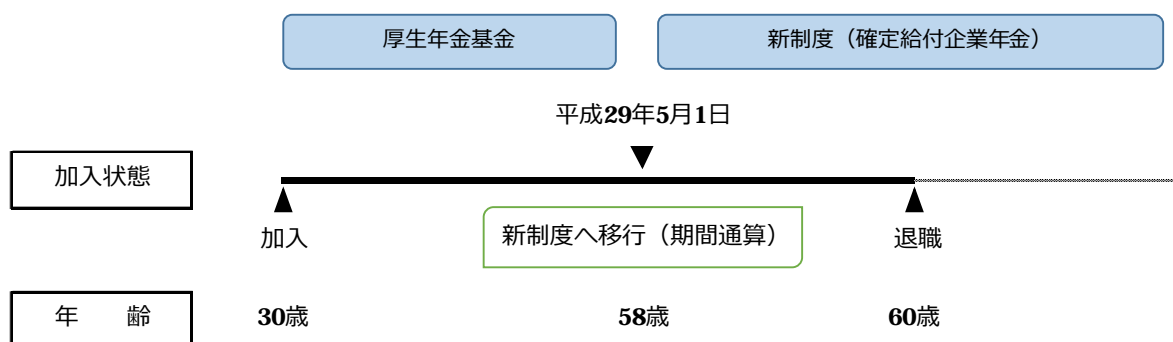 厚生年金基金
新制度（確定給付企業年金）
平成29年5月1日
加入状態
加入
新制度へ移行（期間通算）
退職
年　　齢
30歳
58歳
60歳